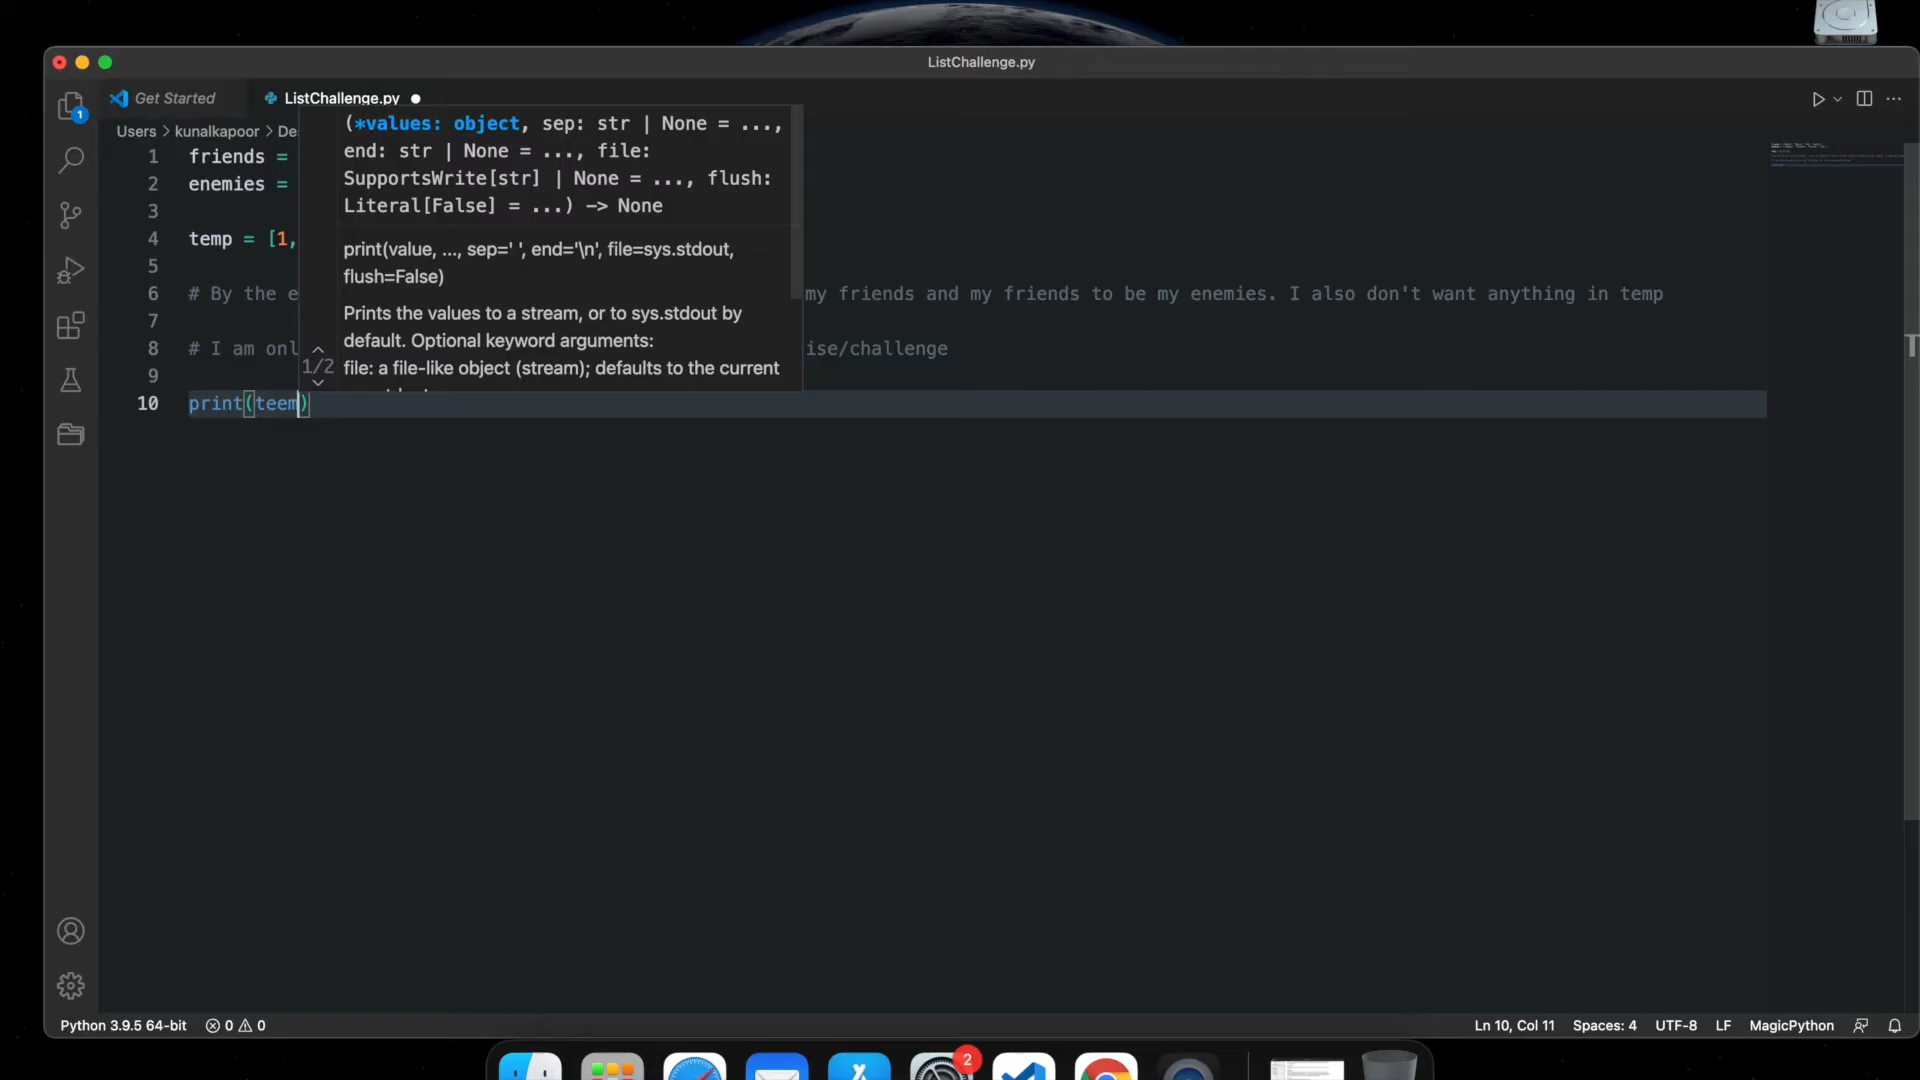 ListChallenge.py
Get Started
ListChallenge.py
1
Users kunalkapoor De
(*values: object, sep: str | None = ...,
end: str | None = ..., file:
SupportsWrite[str] | None = ..., flush:
Literal[False] = ...) -> None
print(value, ..., sep=' ', end='\n', file=sys.stdout,
flush=False)
Prints the values to a stream, or to sys.stdout by
default. Optional keyword arguments:
file: a file-like object (stream); defaults to the current
1/2
1 friends =
2 enemies =
3
4 temp = [1,
5
6 # By the e my friends and my friends to be my enemies. I also don't want anything in temp
7
8 # I am onl ise/challenge
9
10 print(teem)
Python 3.9.5 64-bit 0 0 Ln 10, Col 11 Spaces: 4 UTF-8 LF MagicPython
2